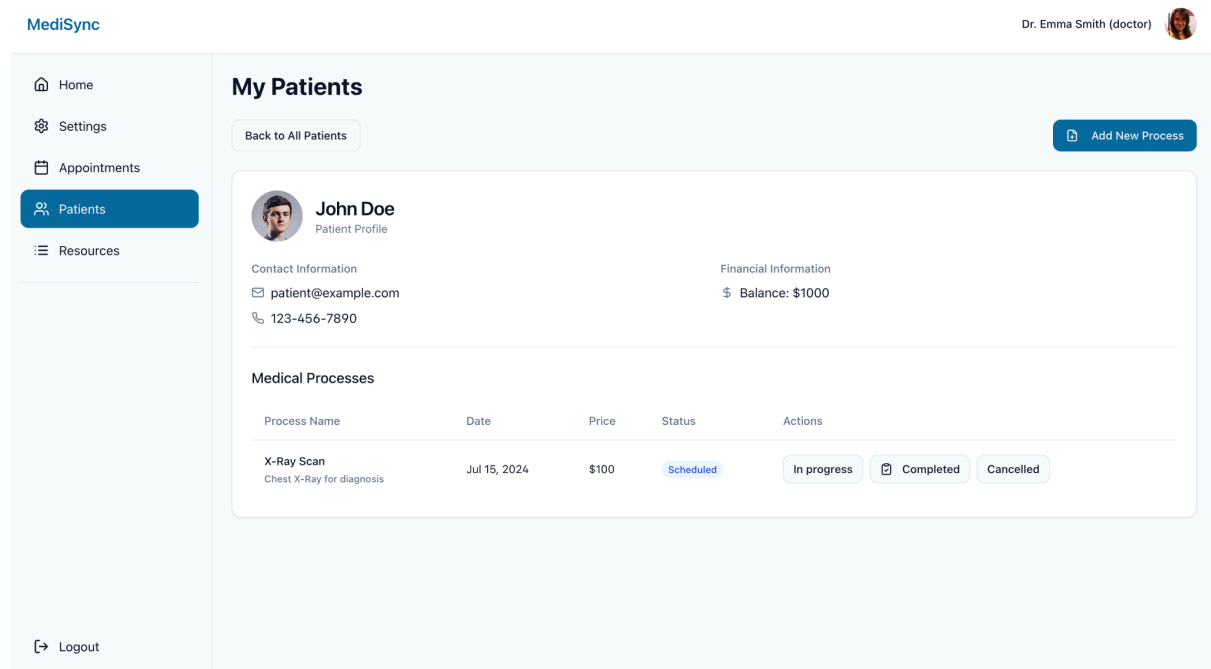 MediSync
Dr. Emma Smith (doctor)
Home
Settings
Appointments
Patients
Resources
Logout
My Patients
Back to All Patients
Add New Process
John Doe
Patient Profile
Contact Information
patient@example.com
123-456-7890
Financial Information
$ Balance: $1000
Medical Processes
Process Name Date Price Status Actions
X-Ray Scan
Chest X-Ray for diagnosis
Jul 15, 2024 $100 Scheduled In progress Completed Cancelled